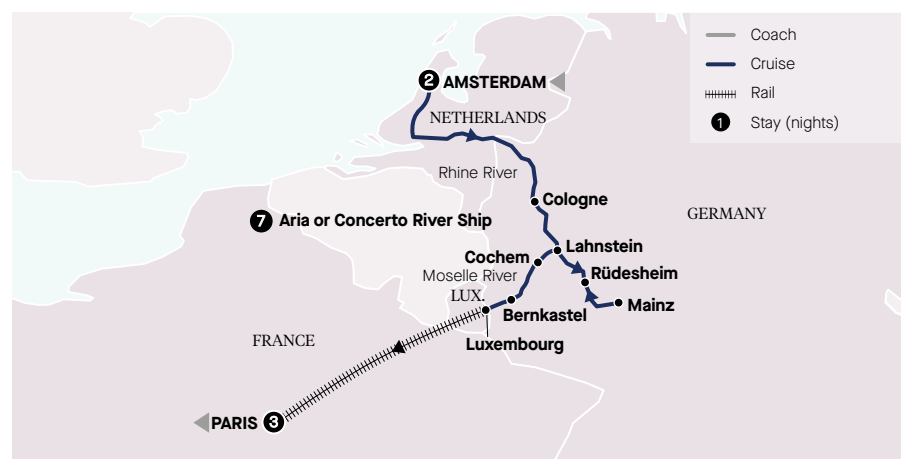 Coach
Cruise
Rail
1 Stay (nights)
2 AMSTERDAM
NETHERLANDS
Rhine River
Cologne
GERMANY
7 Aria or Concerto River Ship
Lahnstein
Cochem
Rüdesheim
Moselle River
LUX.
Mainz
Bernkastel
Luxembourg
FRANCE
PARIS 3